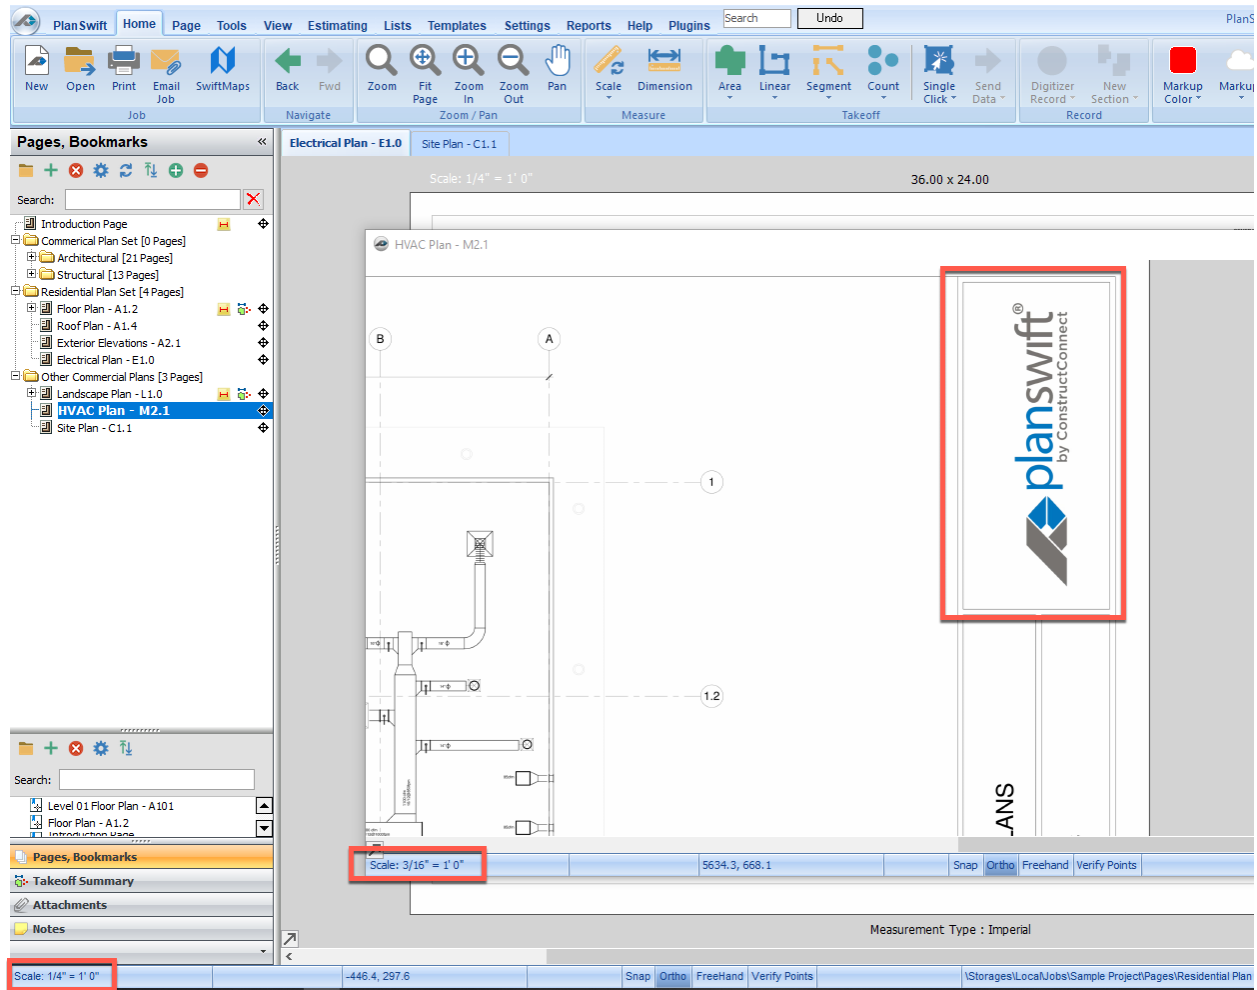 PlanSwift Home Page Tools View Estimating Lists Templates Settings Reports Help Plugins Search Undo PlanS
New Open Print Email Job SwiftMaps Back Fwd Zoom Fit Page Zoom In Zoom Out Pan Scale Dimension Area Linear Segment Count Single Click Send Data Digitizer Record New Section Markup Color Markup
Job Navigate Zoom / Pan Measure Takeoff Record
Pages, Bookmarks «
Electrical Plan - E1.0 Site Plan - C1.1
Scale: 1/4" = 1' 0" 36.00 x 24.00
Search:
Introduction Page
Commerical Plan Set [0 Pages]
Architectural [21 Pages]
Structural [13 Pages]
Residential Plan Set [4 Pages]
Floor Plan - A1.2
Roof Plan - A1.4
Exterior Elevations - A2.1
Electrical Plan - E1.0
Other Commercial Plans [3 Pages]
Landscape Plan - L1.0
HVAC Plan - M2.1
Site Plan - C1.1
HVAC Plan - M2.1
B A
1
1.2
planswift®
by ConstructConnect
LANS
Search:
Level 01 Floor Plan - A101
Floor Plan - A1.2
Introduction Page
Pages, Bookmarks
Takeoff Summary
Attachments
Notes
Scale: 3/16" = 1' 0" 5634.3, 668.1 Snap Ortho Freehand Verify Points
Measurement Type : Imperial
Scale: 1/4" = 1' 0" -446.4, 297.6 Snap Ortho FreeHand Verify Points \Storages\Local\Jobs\Sample Project\Pages\Residential Plan